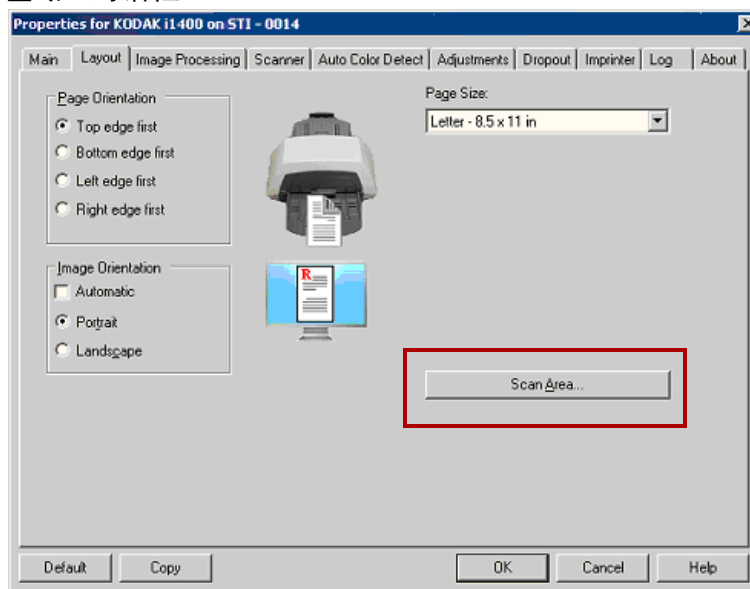 Properties for KODAK i1400 on STI - 0014
Main Layout Image Processing Scanner Auto Color Detect Adjustments Dropout Imprinter Log About
Page Orientation
Top edge first
Bottom edge first
Left edge first
Right edge first
Page Size:
Letter - 8.5 x 11 in
Image Orientation
Automatic
Portrait
Landscape
R
Scan Area...
Default Copy OK Cancel Help